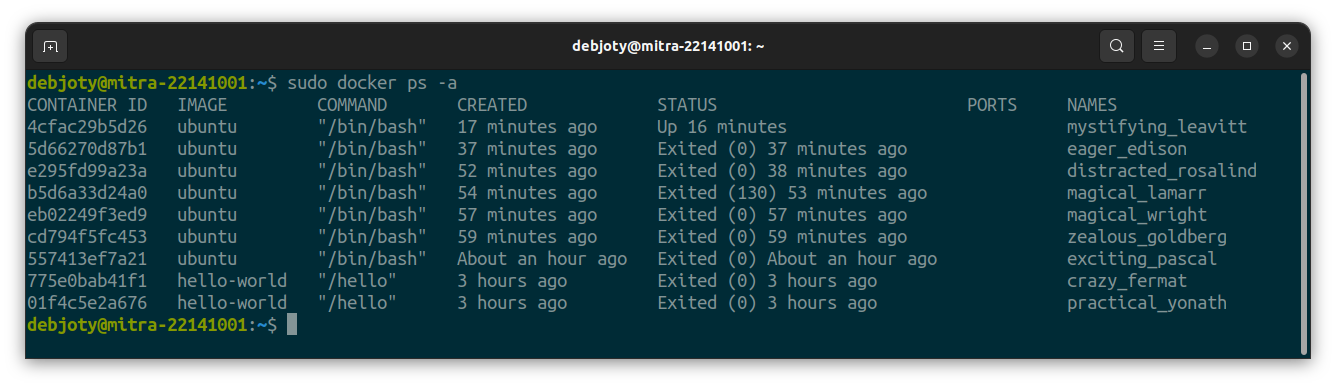 debjoty@mitra-22141001: ~
debjoty@mitra-22141001:~$ sudo docker ps -a
CONTAINER ID   IMAGE         COMMAND       CREATED             STATUS                         PORTS     NAMES
4cfac29b5d26   ubuntu        "/bin/bash"   17 minutes ago      Up 16 minutes                            mystifying_leavitt
5d66270d87b1   ubuntu        "/bin/bash"   37 minutes ago      Exited (0) 37 minutes ago                eager_edison
e295fd99a23a   ubuntu        "/bin/bash"   52 minutes ago      Exited (0) 38 minutes ago                distracted_rosalind
b5d6a33d24a0   ubuntu        "/bin/bash"   54 minutes ago      Exited (130) 53 minutes ago              magical_lamarr
eb02249f3ed9   ubuntu        "/bin/bash"   57 minutes ago      Exited (0) 57 minutes ago                magical_wright
cd794f5fc453   ubuntu        "/bin/bash"   59 minutes ago      Exited (0) 59 minutes ago                zealous_goldberg
557413ef7a21   ubuntu        "/bin/bash"   About an hour ago   Exited (0) About an hour ago             exciting_pascal
775e0bab41f1   hello-world   "/hello"      3 hours ago         Exited (0) 3 hours ago                   crazy_fermat
01f4c5e2a676   hello-world   "/hello"      3 hours ago         Exited (0) 3 hours ago                   practical_yonath
debjoty@mitra-22141001:~$